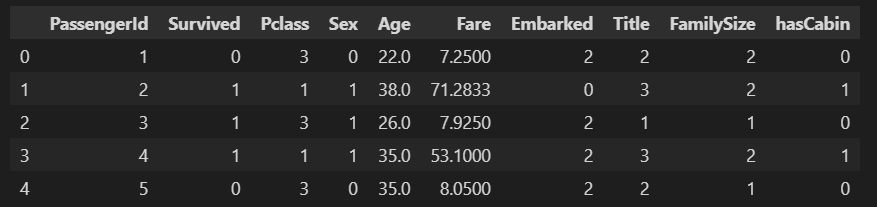 PassengerId Survived Pclass Sex Age Fare Embarked Title FamilySize hasCabin
0 1 0 3 0 22.0 7.2500 2 2 2 0
1 2 1 1 1 38.0 71.2833 0 3 2 1
2 3 1 3 1 26.0 7.9250 2 1 1 0
3 4 1 1 1 35.0 53.1000 2 3 2 1
4 5 0 3 0 35.0 8.0500 2 2 1 0